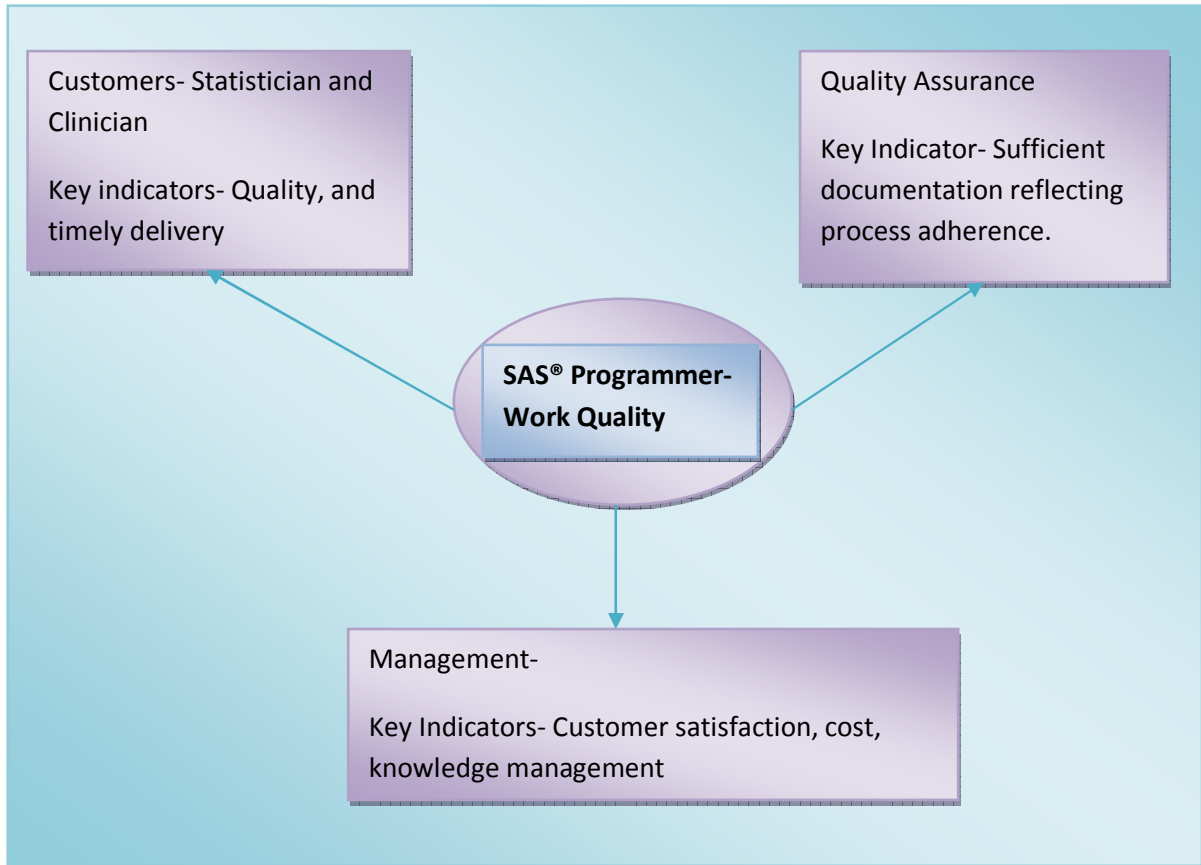 Customers- Statistician and
Clinician
Key indicators- Quality, and
timely delivery
Quality Assurance
Key Indicator- Sufficient
documentation reflecting
process adherence.
SAS® Programmer-
Work Quality
Management-
Key Indicators- Customer satisfaction, cost,
knowledge management